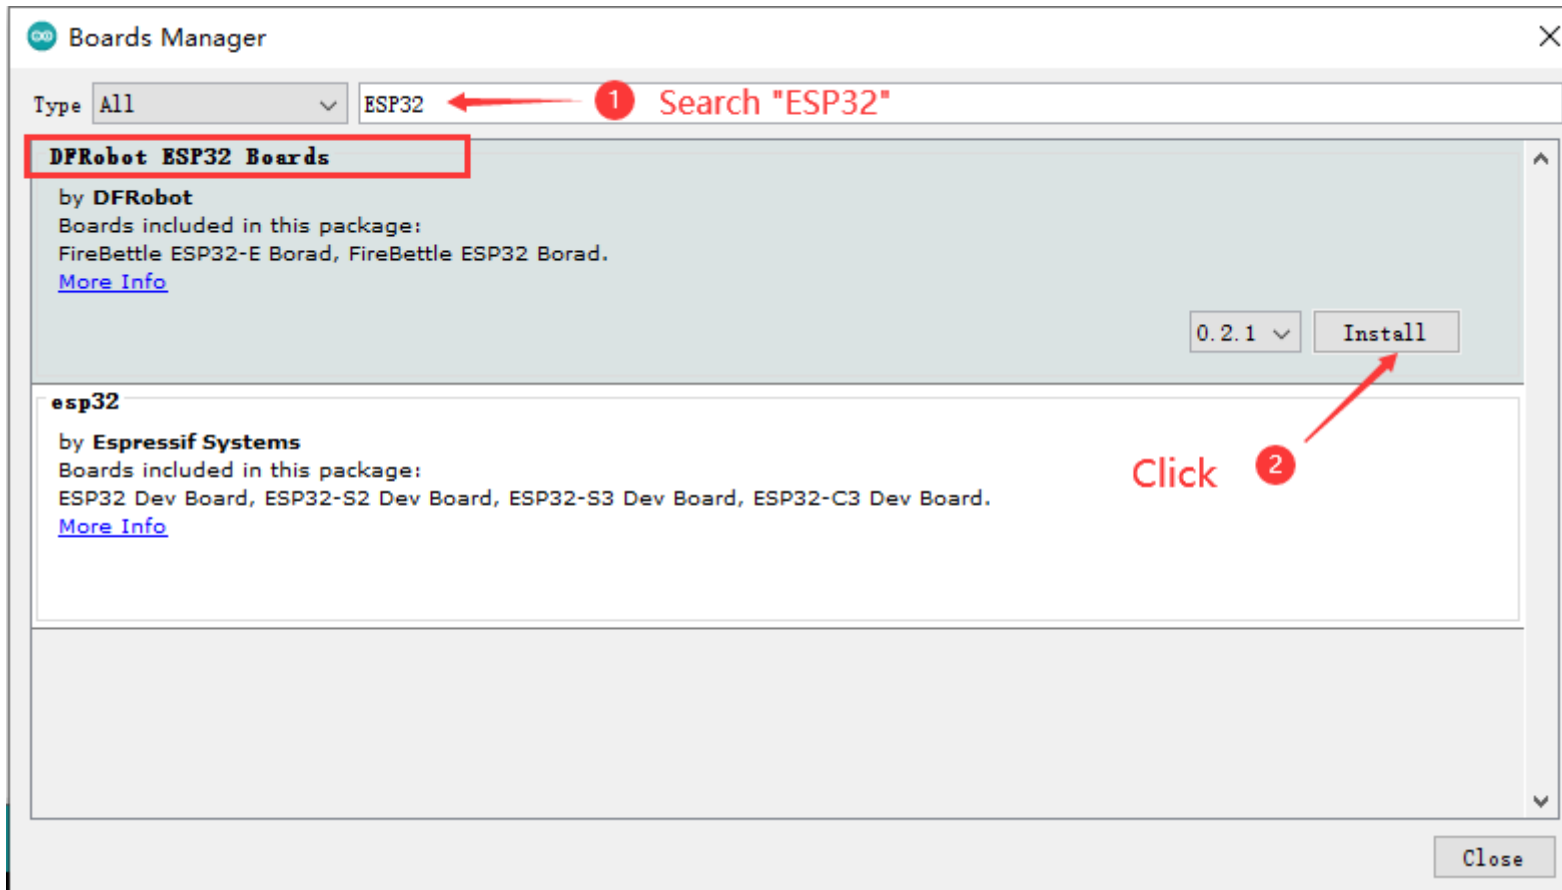 Boards Manager
Type All ESP32 1 Search "ESP32"
DFRobot ESP32 Boards
by DFRobot
Boards included in this package:
FireBettle ESP32-E Borad, FireBettle ESP32 Borad.
More Info
0.2.1 Install
esp32
by Espressif Systems
Boards included in this package:
ESP32 Dev Board, ESP32-S2 Dev Board, ESP32-S3 Dev Board, ESP32-C3 Dev Board.
More Info
Click 2
Close